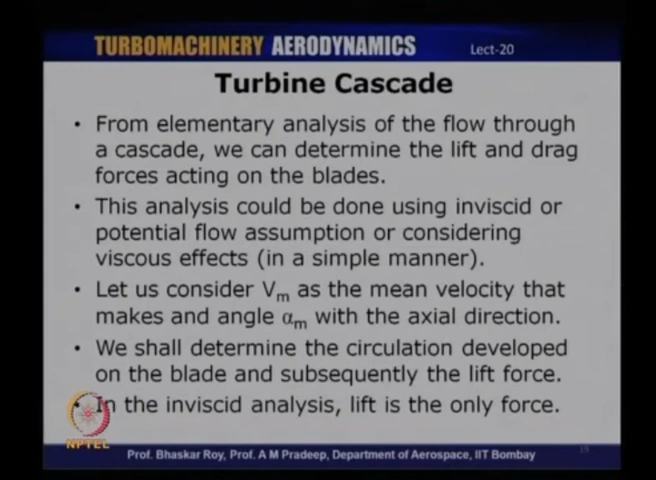 TURBOMACHINERY AERODYNAMICS Lect-20
Turbine Cascade
• From elementary analysis of the flow through
a cascade, we can determine the lift and drag
forces acting on the blades.
• This analysis could be done using inviscid or
potential flow assumption or considering
viscous effects (in a simple manner).
• Let us consider Vm as the mean velocity that
makes and angle αm with the axial direction.
• We shall determine the circulation developed
on the blade and subsequently the lift force.
• In the inviscid analysis, lift is the only force.
NPTEL
Prof. Bhaskar Roy, Prof. A M Pradeep, Department of Aerospace, IIT Bombay